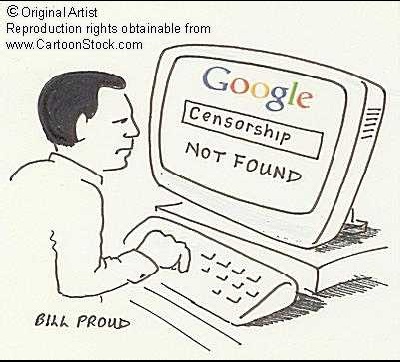 © Original Artist
Reproduction rights obtainable from
www.CartoonStock.com
Google
Censorship
NOT FOUND
BILL PROUD